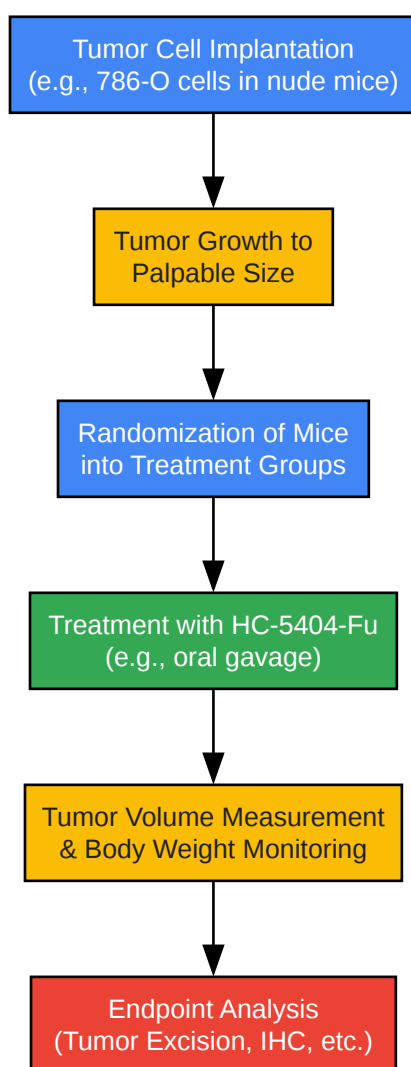 Tumor Cell Implantation
(e.g., 786-O cells in nude mice)
Tumor Growth to
Palpable Size
Randomization of Mice
into Treatment Groups
Treatment with HC-5404-Fu
(e.g., oral gavage)
Tumor Volume Measurement
& Body Weight Monitoring
Endpoint Analysis
(Tumor Excision, IHC, etc.)